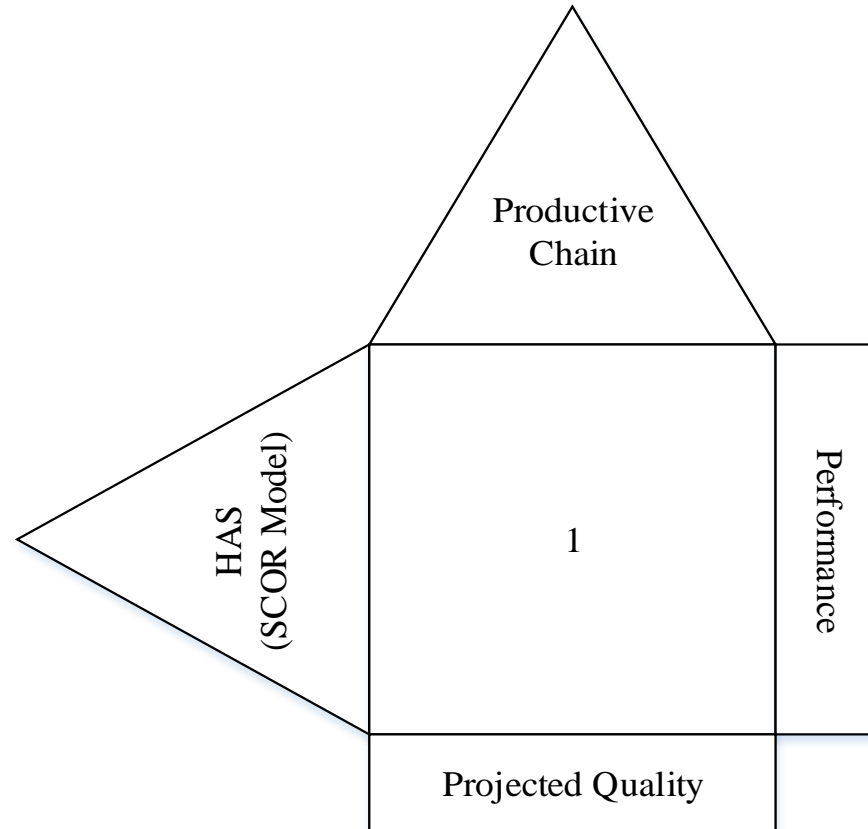 Productive
Chain
HAS
(SCOR Model)
1
Performance
Projected Quality